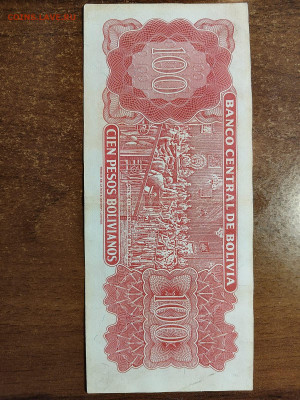 BANCO CENTRAL DE BOLIVIA
100
100
CIEN PESOS BOLIVIANOS